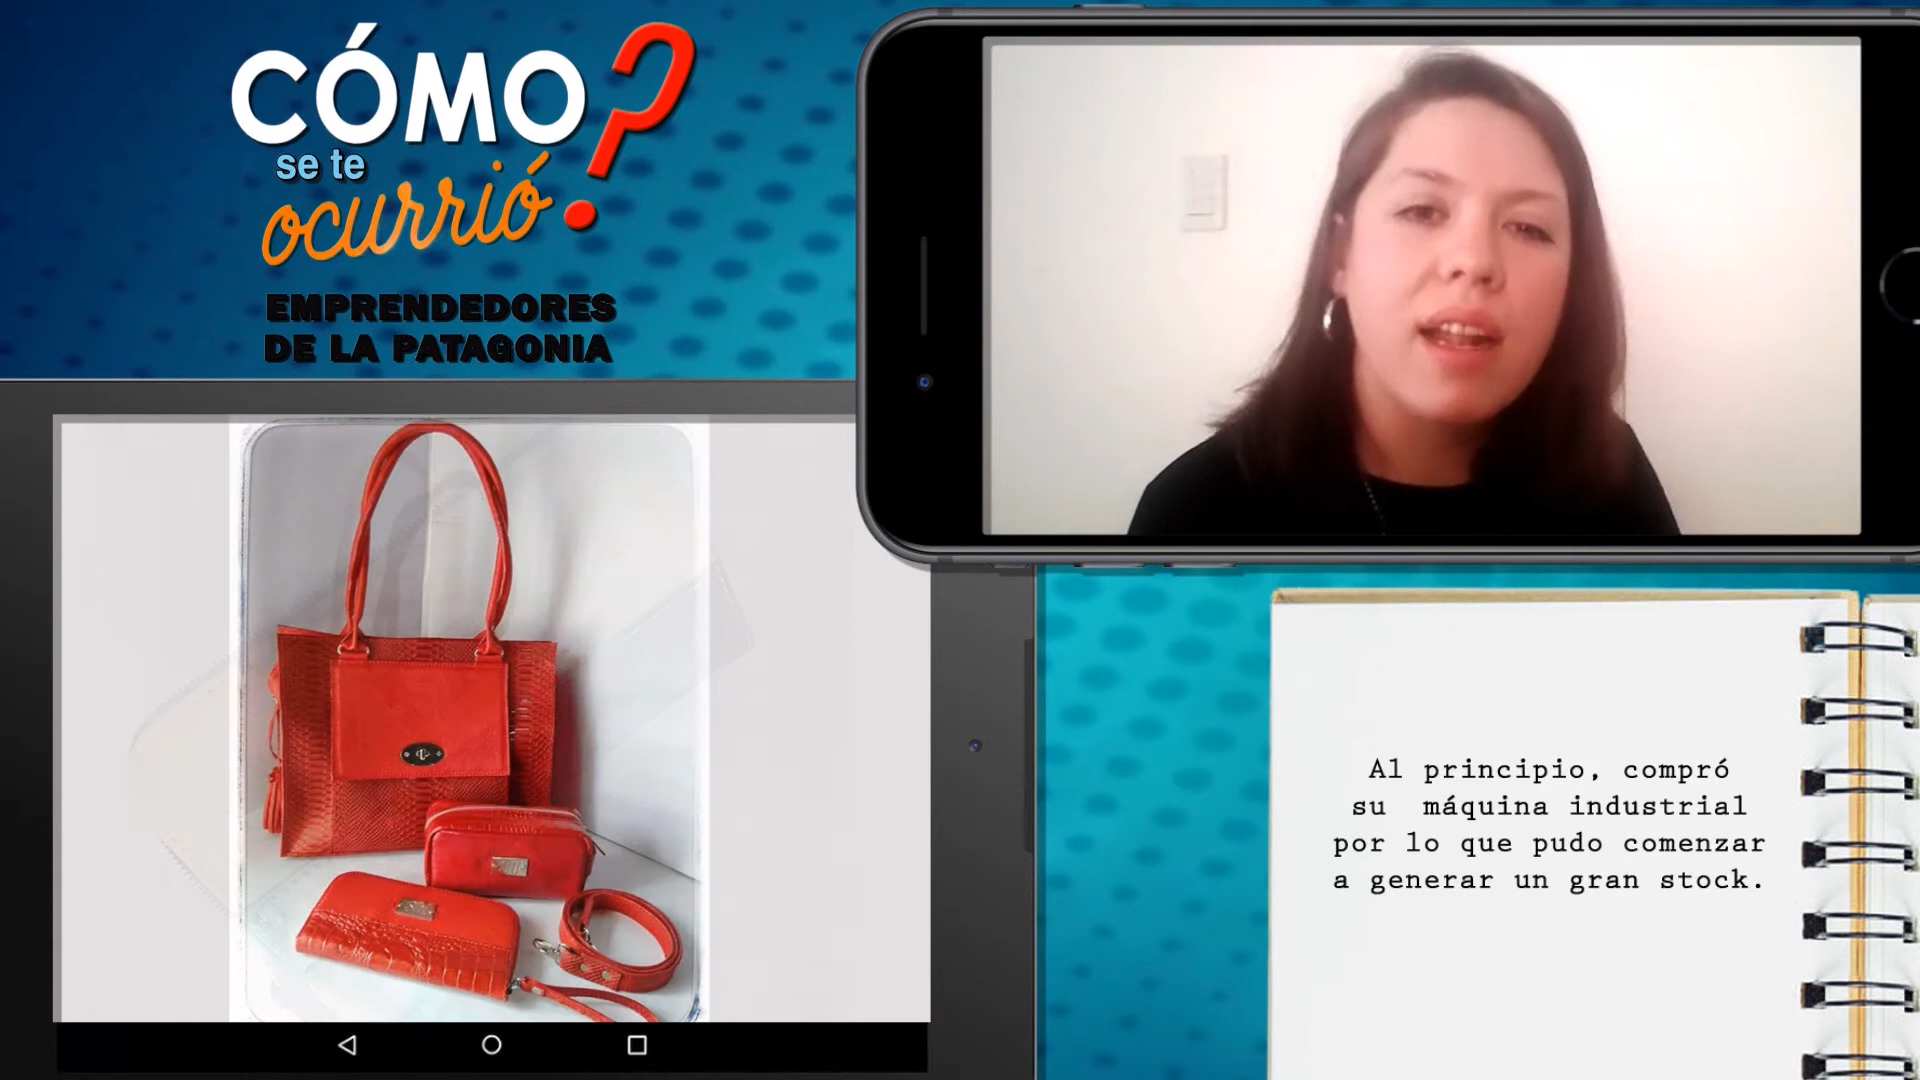 CÓMO?
se te
ocurrió
EMPRENDEDORES
DE LA PATAGONIA
Al principio, compró
su máquina industrial
por lo que pudo comenzar
a generar un gran stock.